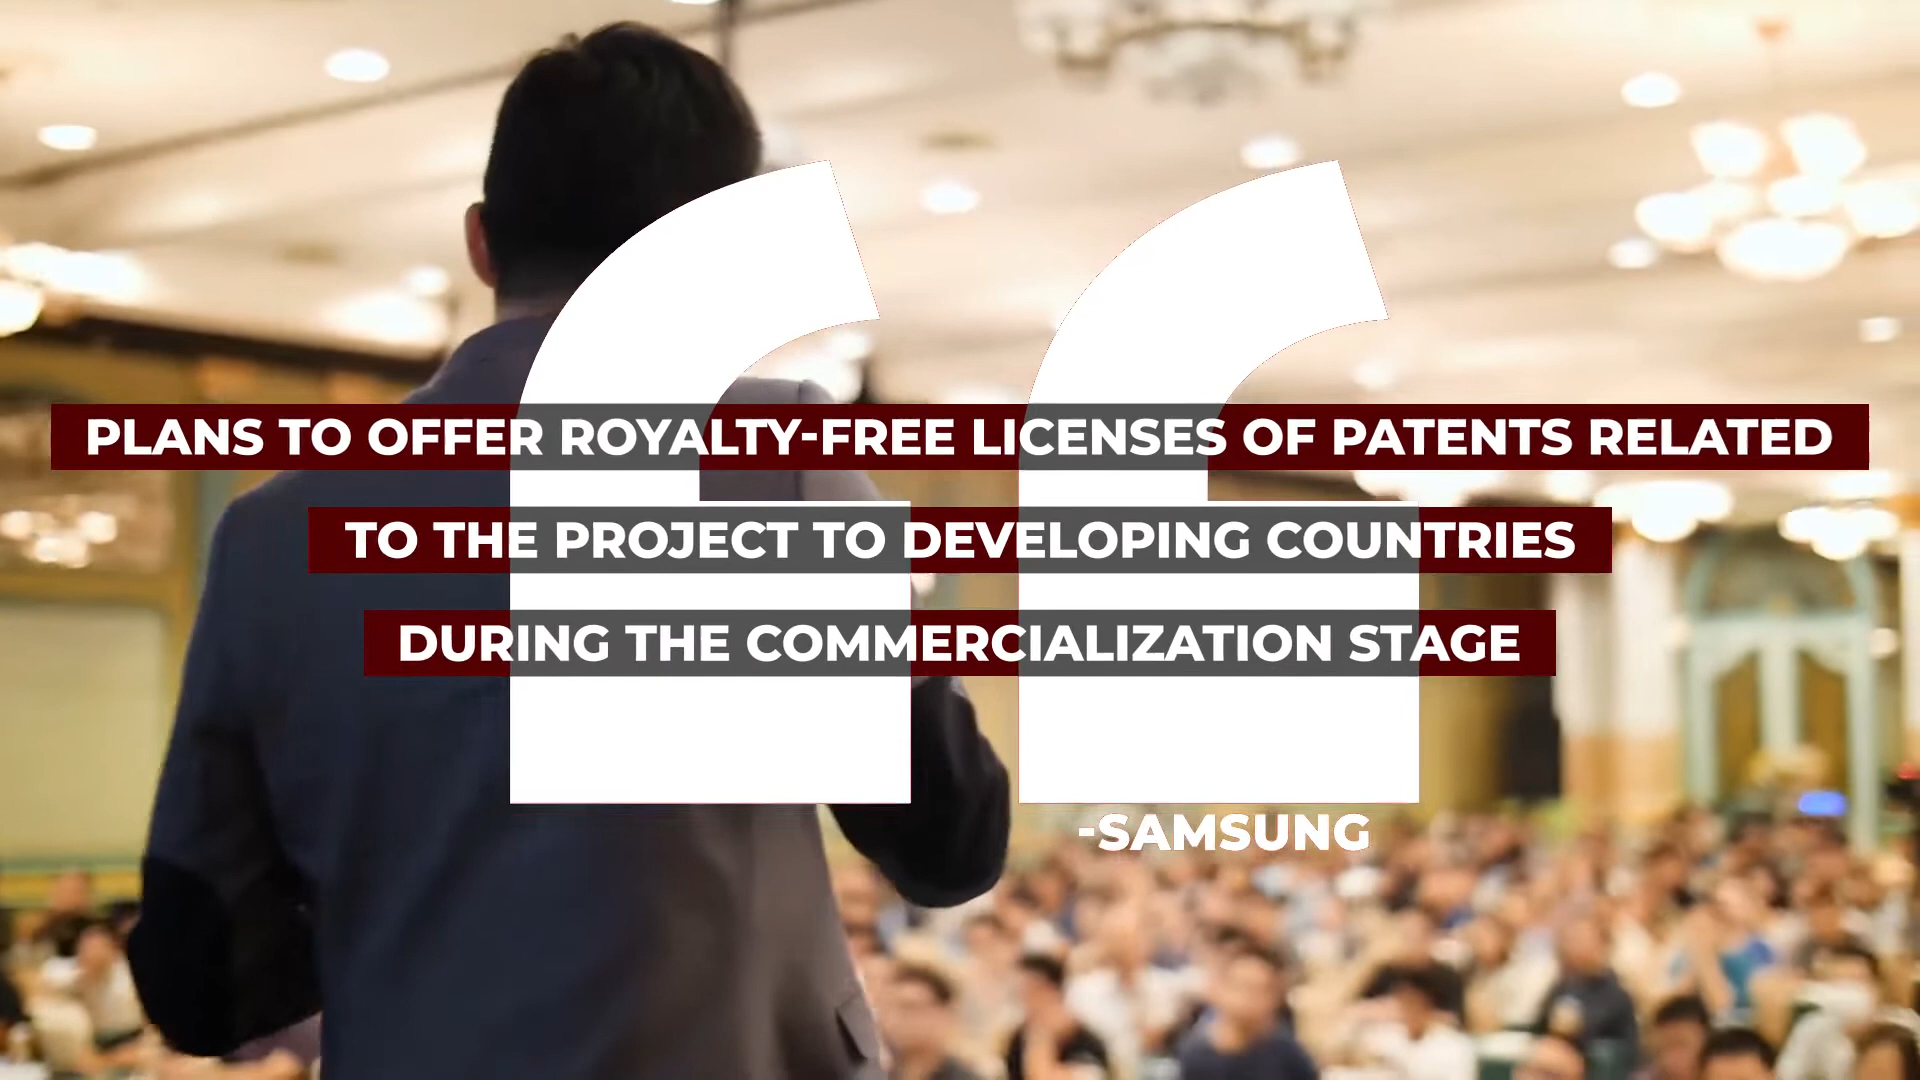 PLANS TO OFFER ROYALTY-FREE LICENSES OF PATENTS RELATED
TO THE PROJECT TO DEVELOPING COUNTRIES
DURING THE COMMERCIALIZATION STAGE
-SAMSUNG